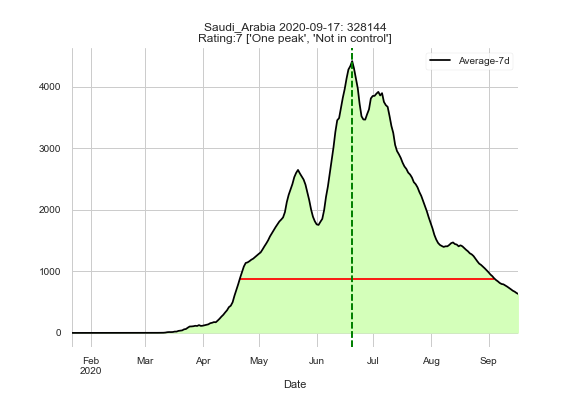 Saudi_Arabia 2020-09-17: 328144
Rating:7 ['One peak', 'Not in control']
Average-7d
4000
3000
2000
1000
0
Feb Mar Apr May Jun Jul Aug Sep
2020
Date